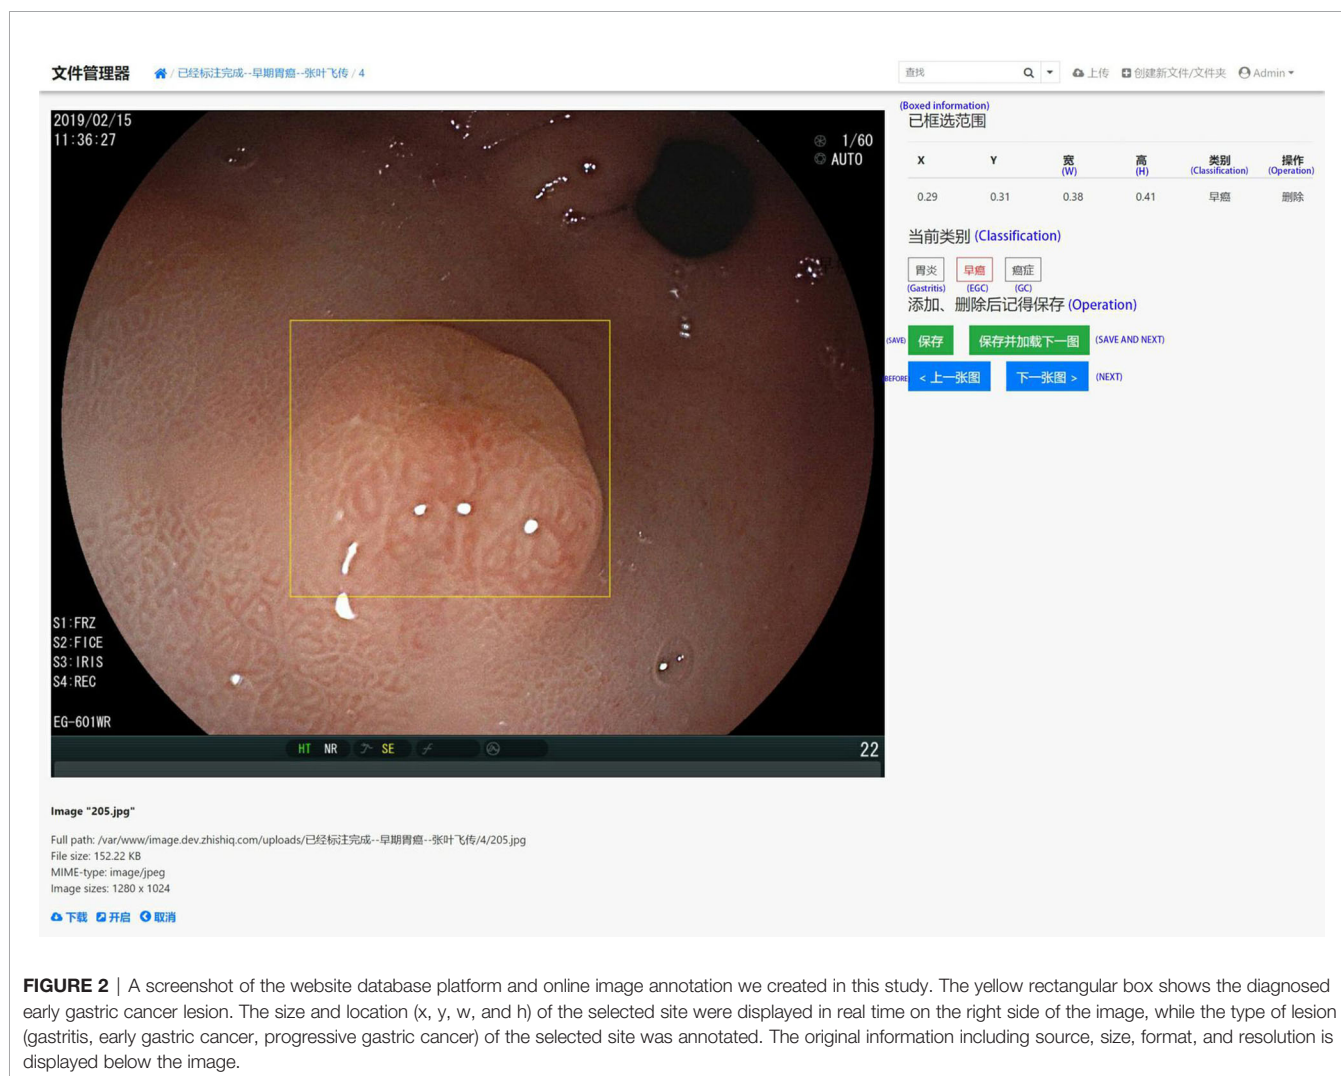 文件管理器
/ 已经标注完成--早期胃癌--张叶飞传 / 4
查找
上传
创建新文件/文件夹
Admin
2019/02/15
11:36:27
1/60
AUTO
S1:FRZ
S2:FICE
S3:IRIS
S4:REC
EG-601WR
HT NR SE
22
(Boxed information)
已框选范围
X Y 宽 高 类别 操作
(W) (H) (Classification) (Operation)
0.29 0.31 0.38 0.41 早癌 删除
当前类别 (Classification)
胃炎 早癌 癌症
(Gastritis) (EGC) (GC)
添加、删除后记得保存 (Operation)
(SAVE) 保存 保存并加载下一图 (SAVE AND NEXT)
BEFORE < 上一张图 下一张图 > (NEXT)
Image "205.jpg"
Full path: /var/www/image.dev.zhishiq.com/uploads/已经标注完成--早期胃癌--张叶飞传/4/205.jpg
File size: 152.22 KB
MIME-type: image/jpeg
Image sizes: 1280 x 1024
下载 开启 取消
FIGURE 2 | A screenshot of the website database platform and online image annotation we created in this study. The yellow rectangular box shows the diagnosed
early gastric cancer lesion. The size and location (x, y, w, and h) of the selected site were displayed in real time on the right side of the image, while the type of lesion
(gastritis, early gastric cancer, progressive gastric cancer) of the selected site was annotated. The original information including source, size, format, and resolution is
displayed below the image.